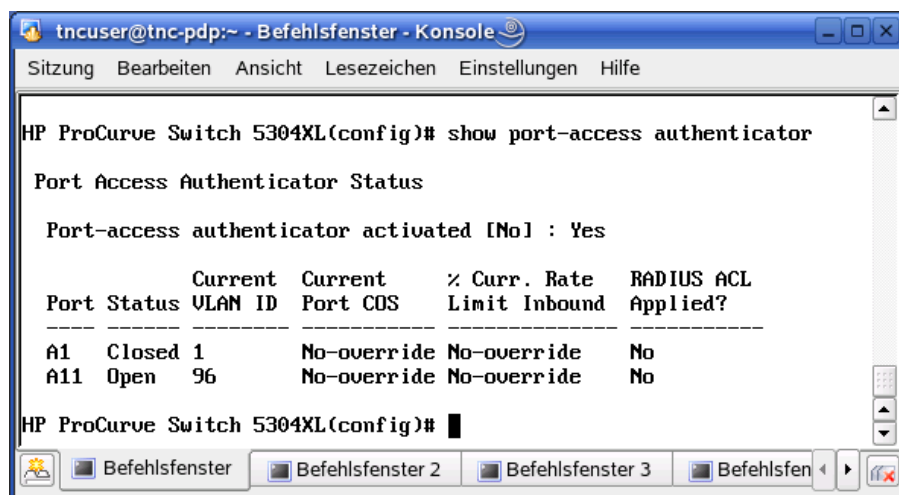 tncuser@tnc-pdp:~ - Befehlsfenster - Konsole
Sitzung Bearbeiten Ansicht Lesezeichen Einstellungen Hilfe
HP ProCurve Switch 5304XL(config)# show port-access authenticator
Port Access Authenticator Status
Port-access authenticator activated [No] : Yes
Current Current % Curr. Rate RADIUS ACL
Port Status VLAN ID Port COS Limit Inbound Applied?
---- ------ -------- ----------- -------------- -----------
A1 Closed 1 No-override No-override No
A11 Open 96 No-override No-override No
HP ProCurve Switch 5304XL(config)#
Befehlsfenster Befehlsfenster 2 Befehlsfenster 3 Befehlsfen